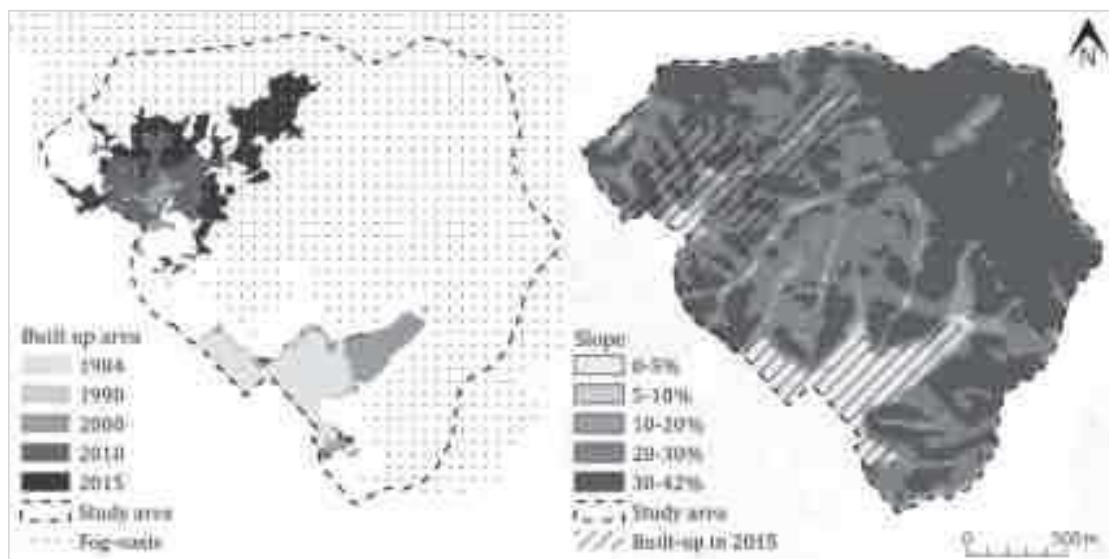 Built up area
1984
1990
2000
2010
2015
Study area
Fog-oasis
N
Slope
0-5%
5-10%
10-20%
20-30%
30-42%
Study area
Built-up in 2015
0 500 m